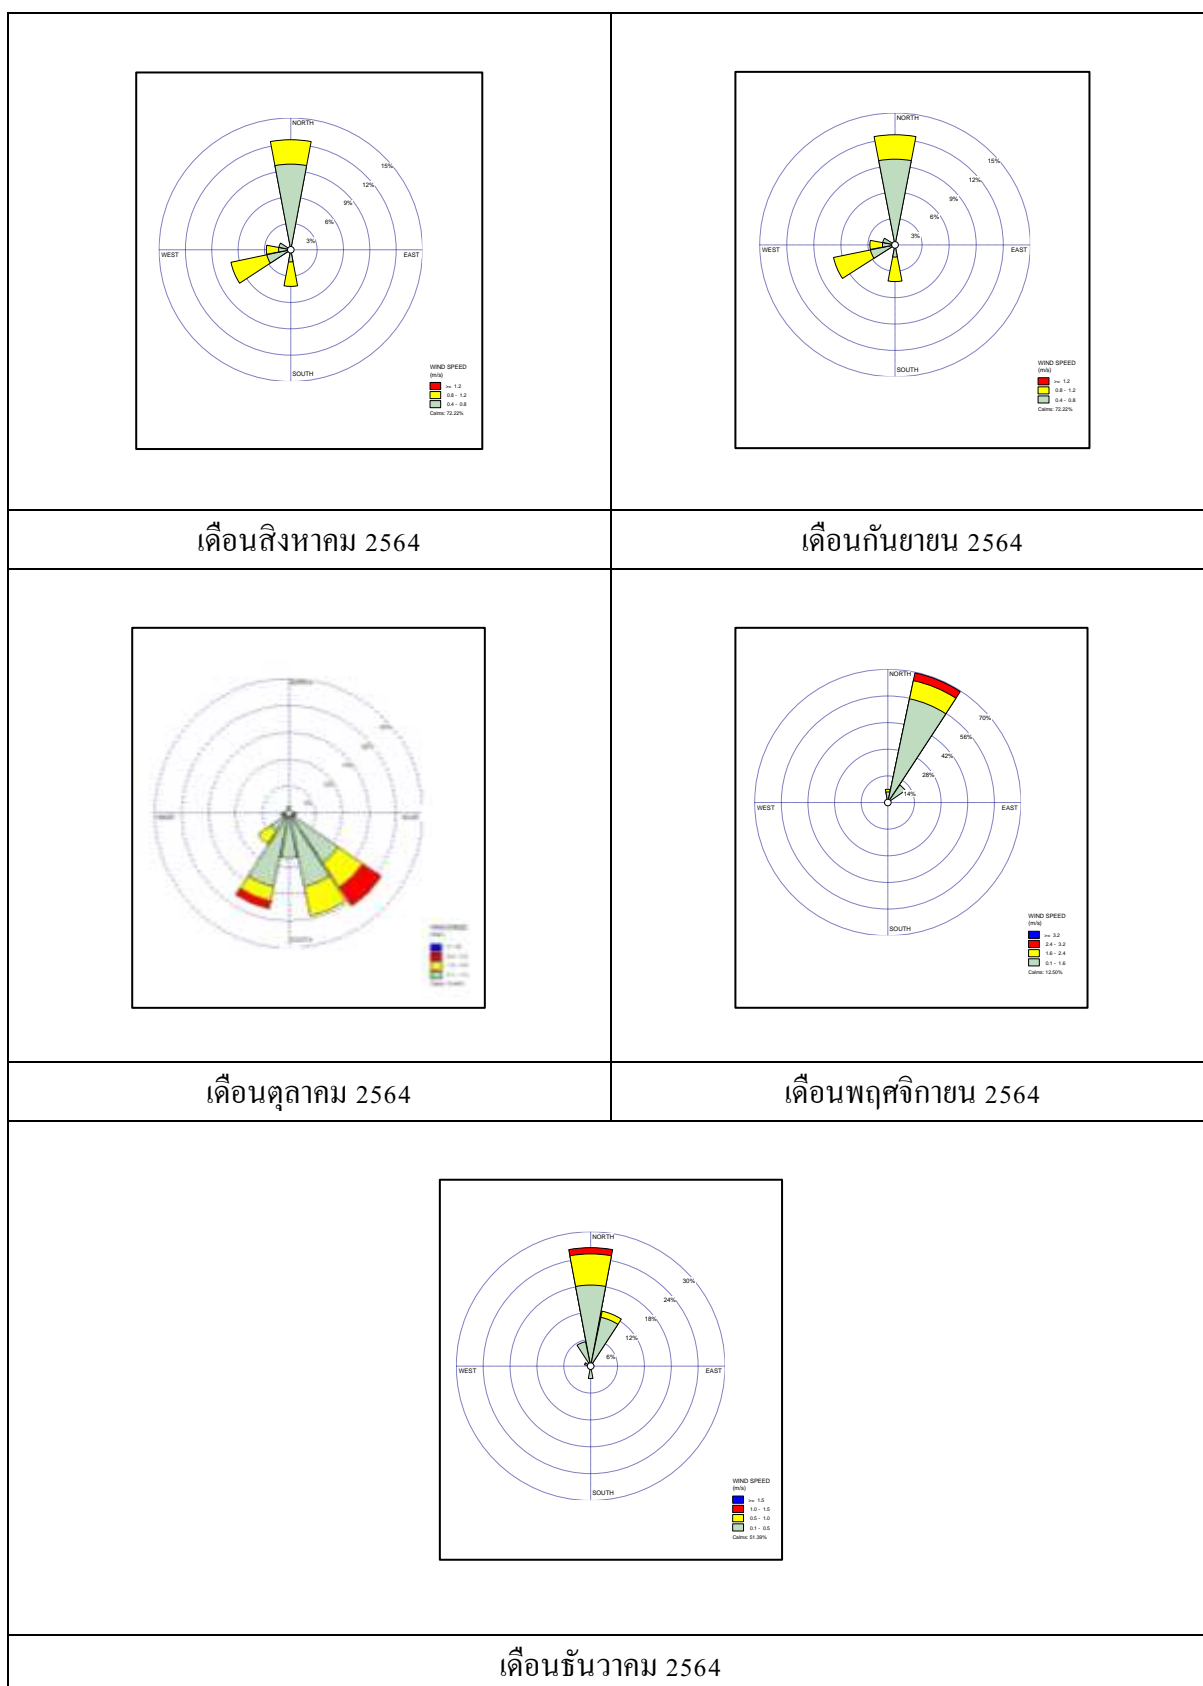 NORTH
15%
12%
9%
6%
3%
WEST
EAST
SOUTH
WIND SPEED
(m/s)
>= 1.2
0.8 - 1.2
0.4 - 0.8
Calms: 72.22%
NORTH
15%
12%
9%
6%
3%
WEST
EAST
SOUTH
WIND SPEED
(m/s)
>= 1.2
0.8 - 1.2
0.4 - 0.8
Calms: 72.22%
เดือนสิงหาคม 2564
เดือนกันยายน 2564
NORTH
70%
56%
42%
28%
14%
WEST
EAST
SOUTH
WIND SPEED
(m/s)
>= 3.2
2.4 - 3.2
1.6 - 2.4
0.1 - 1.6
Calms: 12.50%
เดือนตุลาคม 2564
เดือนพฤศจิกายน 2564
NORTH
30%
24%
18%
12%
6%
WEST
EAST
SOUTH
WIND SPEED
(m/s)
>= 1.5
1.0 - 1.5
0.5 - 1.0
0.1 - 0.5
Calms: 51.39%
เดือนธันวาคม 2564